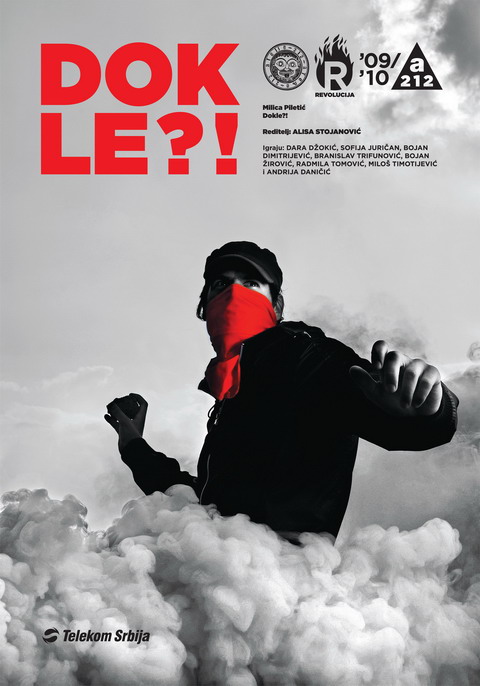 DOK
LE?!
R
REVOLUCIJA
'09/
'10
a
212
Milica Piletić
Dokle?!
Reditelj: ALISA STOJANOVIĆ
Igraju: DARA DŽOKIĆ, SOFIJA JURIČAN, BOJAN
DIMITRIJEVIĆ, BRANISLAV TRIFUNOVIĆ, BOJAN
ŽIROVIĆ, RADMILA TOMOVIĆ, MILOŠ TIMOTIJEVIĆ
I ANDRIJA DANIČIĆ
Telekom Srbija